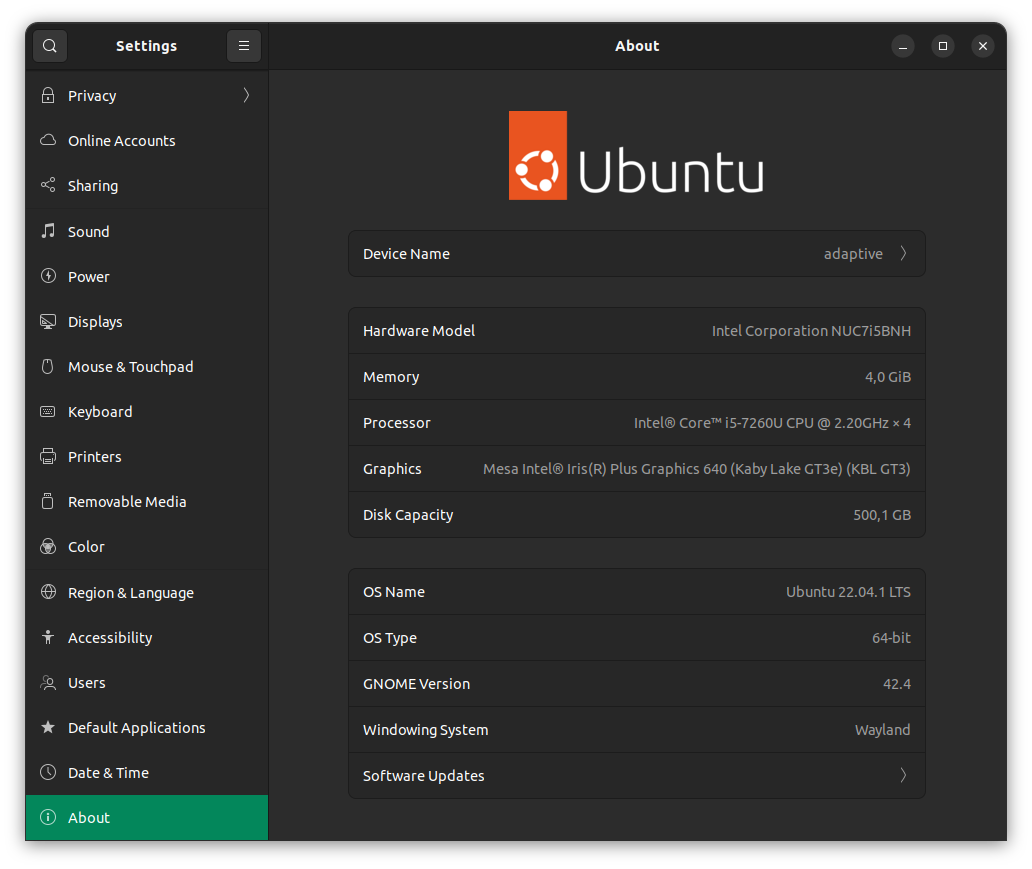 Settings
About
Privacy
Online Accounts
Sharing
Sound
Power
Displays
Mouse & Touchpad
Keyboard
Printers
Removable Media
Color
Region & Language
Accessibility
Users
Default Applications
Date & Time
About
Ubuntu
Device Name adaptive
Hardware Model Intel Corporation NUC7i5BNH
Memory 4,0 GiB
Processor Intel® Core™ i5-7260U CPU @ 2.20GHz × 4
Graphics Mesa Intel® Iris(R) Plus Graphics 640 (Kaby Lake GT3e) (KBL GT3)
Disk Capacity 500,1 GB
OS Name Ubuntu 22.04.1 LTS
OS Type 64-bit
GNOME Version 42.4
Windowing System Wayland
Software Updates